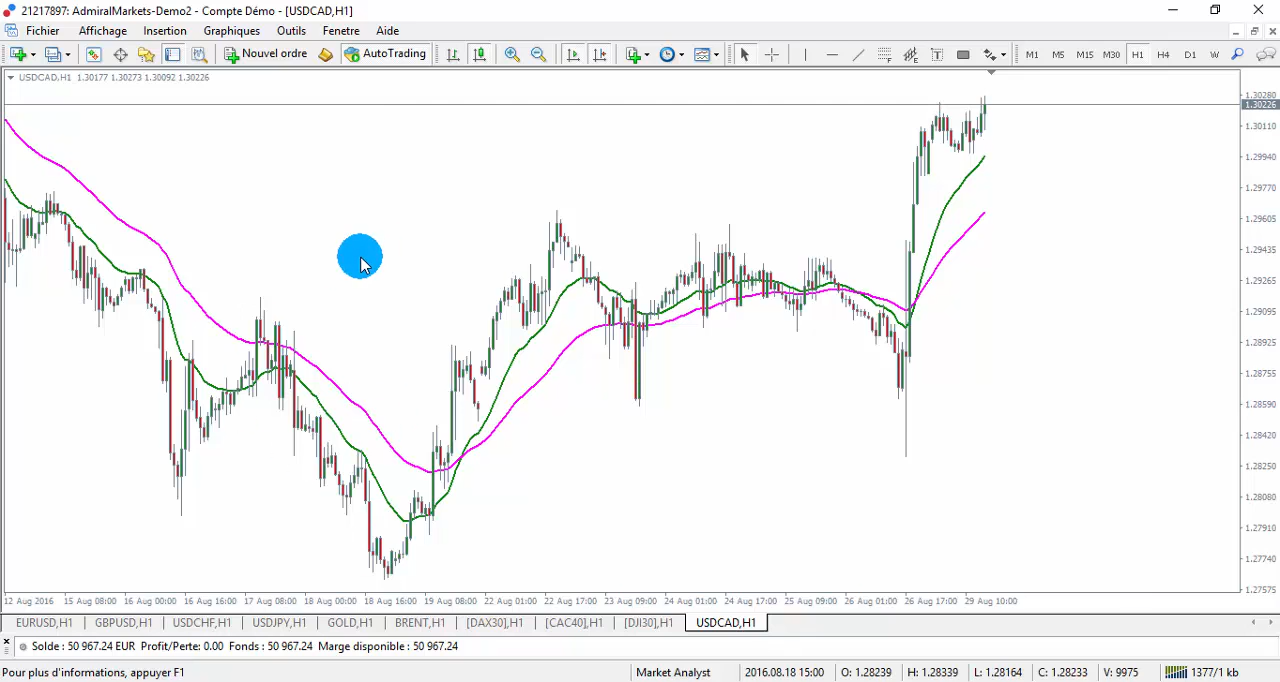 21217897: AdmiralMarkets-Demo2 - Compte Démo - [USDCAD,H1]
Fichier Affichage Insertion Graphiques Outils Fenetre Aide
Nouvel ordre AutoTrading M1 M5 M15 M30 H1 H4 D1 W
USDCAD,H1 1.30177 1.30273 1.30092 1.30226
1.30280
1.30226
1.30110
1.29940
1.29770
1.29605
1.29435
1.29265
1.29095
1.28925
1.28755
1.28590
1.28420
1.28250
1.28080
1.27910
1.27740
1.27575
12 Aug 2016 15 Aug 08:00 16 Aug 00:00 16 Aug 16:00 17 Aug 08:00 18 Aug 00:00 18 Aug 16:00 19 Aug 08:00 22 Aug 01:00 22 Aug 17:00 23 Aug 09:00 24 Aug 01:00 24 Aug 17:00 25 Aug 09:00 26 Aug 01:00 26 Aug 17:00 29 Aug 10:00
EURUSD,H1 GBPUSD,H1 USDCHF,H1 USDJPY,H1 GOLD,H1 BRENT,H1 [DAX30],H1 [CAC40],H1 [DJI30],H1 USDCAD,H1
Solde : 50 967.24 EUR Profit/Perte: 0.00 Fonds : 50 967.24 Marge disponible : 50 967.24
Pour plus d'informations, appuyer F1 Market Analyst 2016.08.18 15:00 O: 1.28239 H: 1.28339 L: 1.28164 C: 1.28233 V: 9975 1377/1 kb